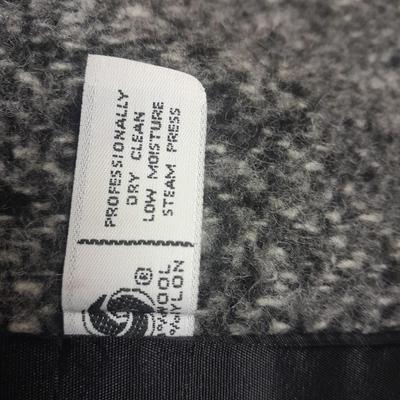 PROFESSIONALLY
DRY CLEAN
LOW MOISTURE
STEAM PRESS
®
%WOOL
%NYLON